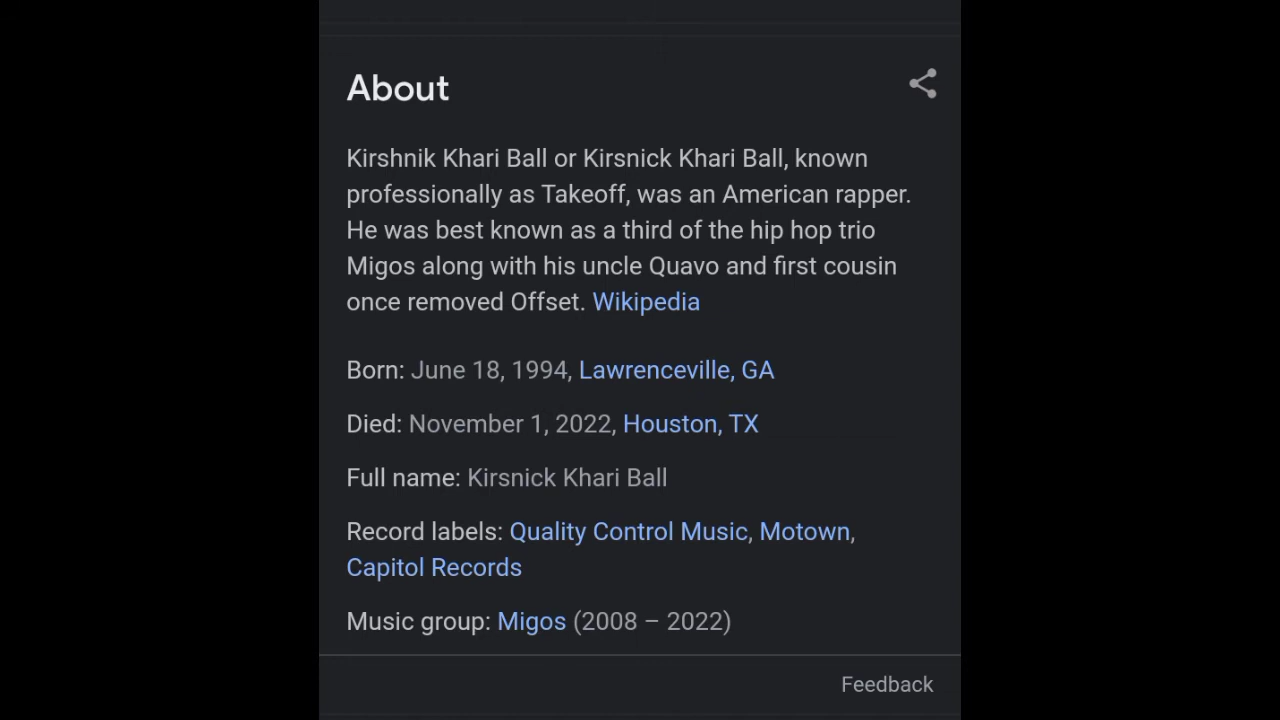 About
Kirshnik Khari Ball or Kirsnick Khari Ball, known
professionally as Takeoff, was an American rapper.
He was best known as a third of the hip hop trio
Migos along with his uncle Quavo and first cousin
once removed Offset. Wikipedia
Born: June 18, 1994, Lawrenceville, GA
Died: November 1, 2022, Houston, TX
Full name: Kirsnick Khari Ball
Record labels: Quality Control Music, Motown,
Capitol Records
Music group: Migos (2008 – 2022)
Feedback